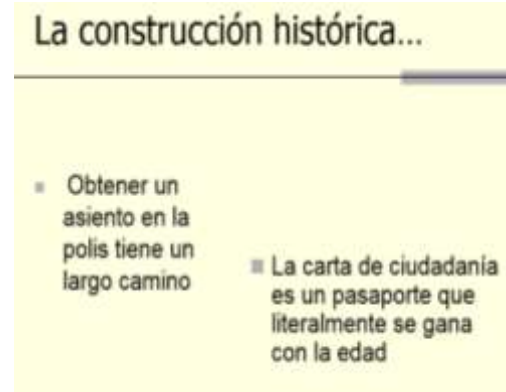 La construcción histórica...
Obtener un
asiento en la
polis tiene un
largo camino
La carta de ciudadanía
es un pasaporte que
literalmente se gana
con la edad